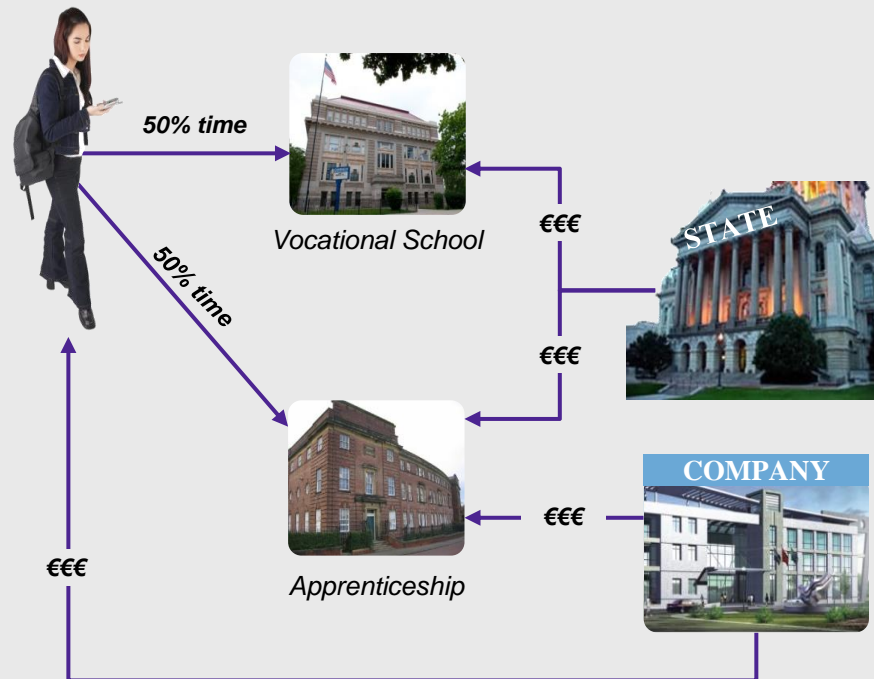 50% time
Vocational School
€€€
STATE
50% time
€€€
COMPANY
€€€
€€€
Apprenticeship